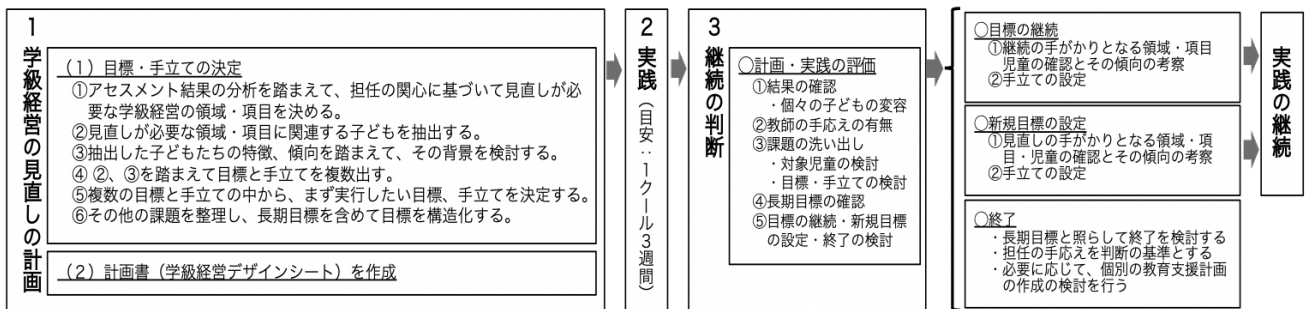 1 学級経営の見直しの計画
（1）目標・手立ての決定
①アセスメント結果の分析を踏まえて、担任の関心に基づいて見直しが必
要な学級経営の領域・項目を決める。
②見直しが必要な領域・項目に関連する子どもを抽出する。
③抽出した子どもたちの特徴、傾向を踏まえて、その背景を検討する。
④ ②、③を踏まえて目標と手立てを複数出す。
⑤複数の目標と手立ての中から、まず実行したい目標、手立てを決定する。
⑥その他の課題を整理し、長期目標を含めて目標を構造化する。
（2）計画書（学級経営デザインシート）を作成
2 実践（目安：1クール3週間）
3 継続の判断
○計画・実践の評価
①結果の確認
・個々の子どもの変容
②教師の手応えの有無
③課題の洗い出し
・対象児童の検討
・目標・手立ての検討
④長期目標の確認
⑤目標の継続・新規目標
の設定・終了の検討
○目標の継続
①継続の手がかりとなる領域・項目
児童の確認とその傾向の考察
②手立ての設定
○新規目標の設定
①見直しの手がかりとなる領域・項
目・児童の確認とその傾向の考察
②手立ての設定
○終了
・長期目標と照らして終了を検討する
・担任の手応えを判断の基準とする
・必要に応じて、個別の教育支援計画
の作成の検討を行う
実践の継続